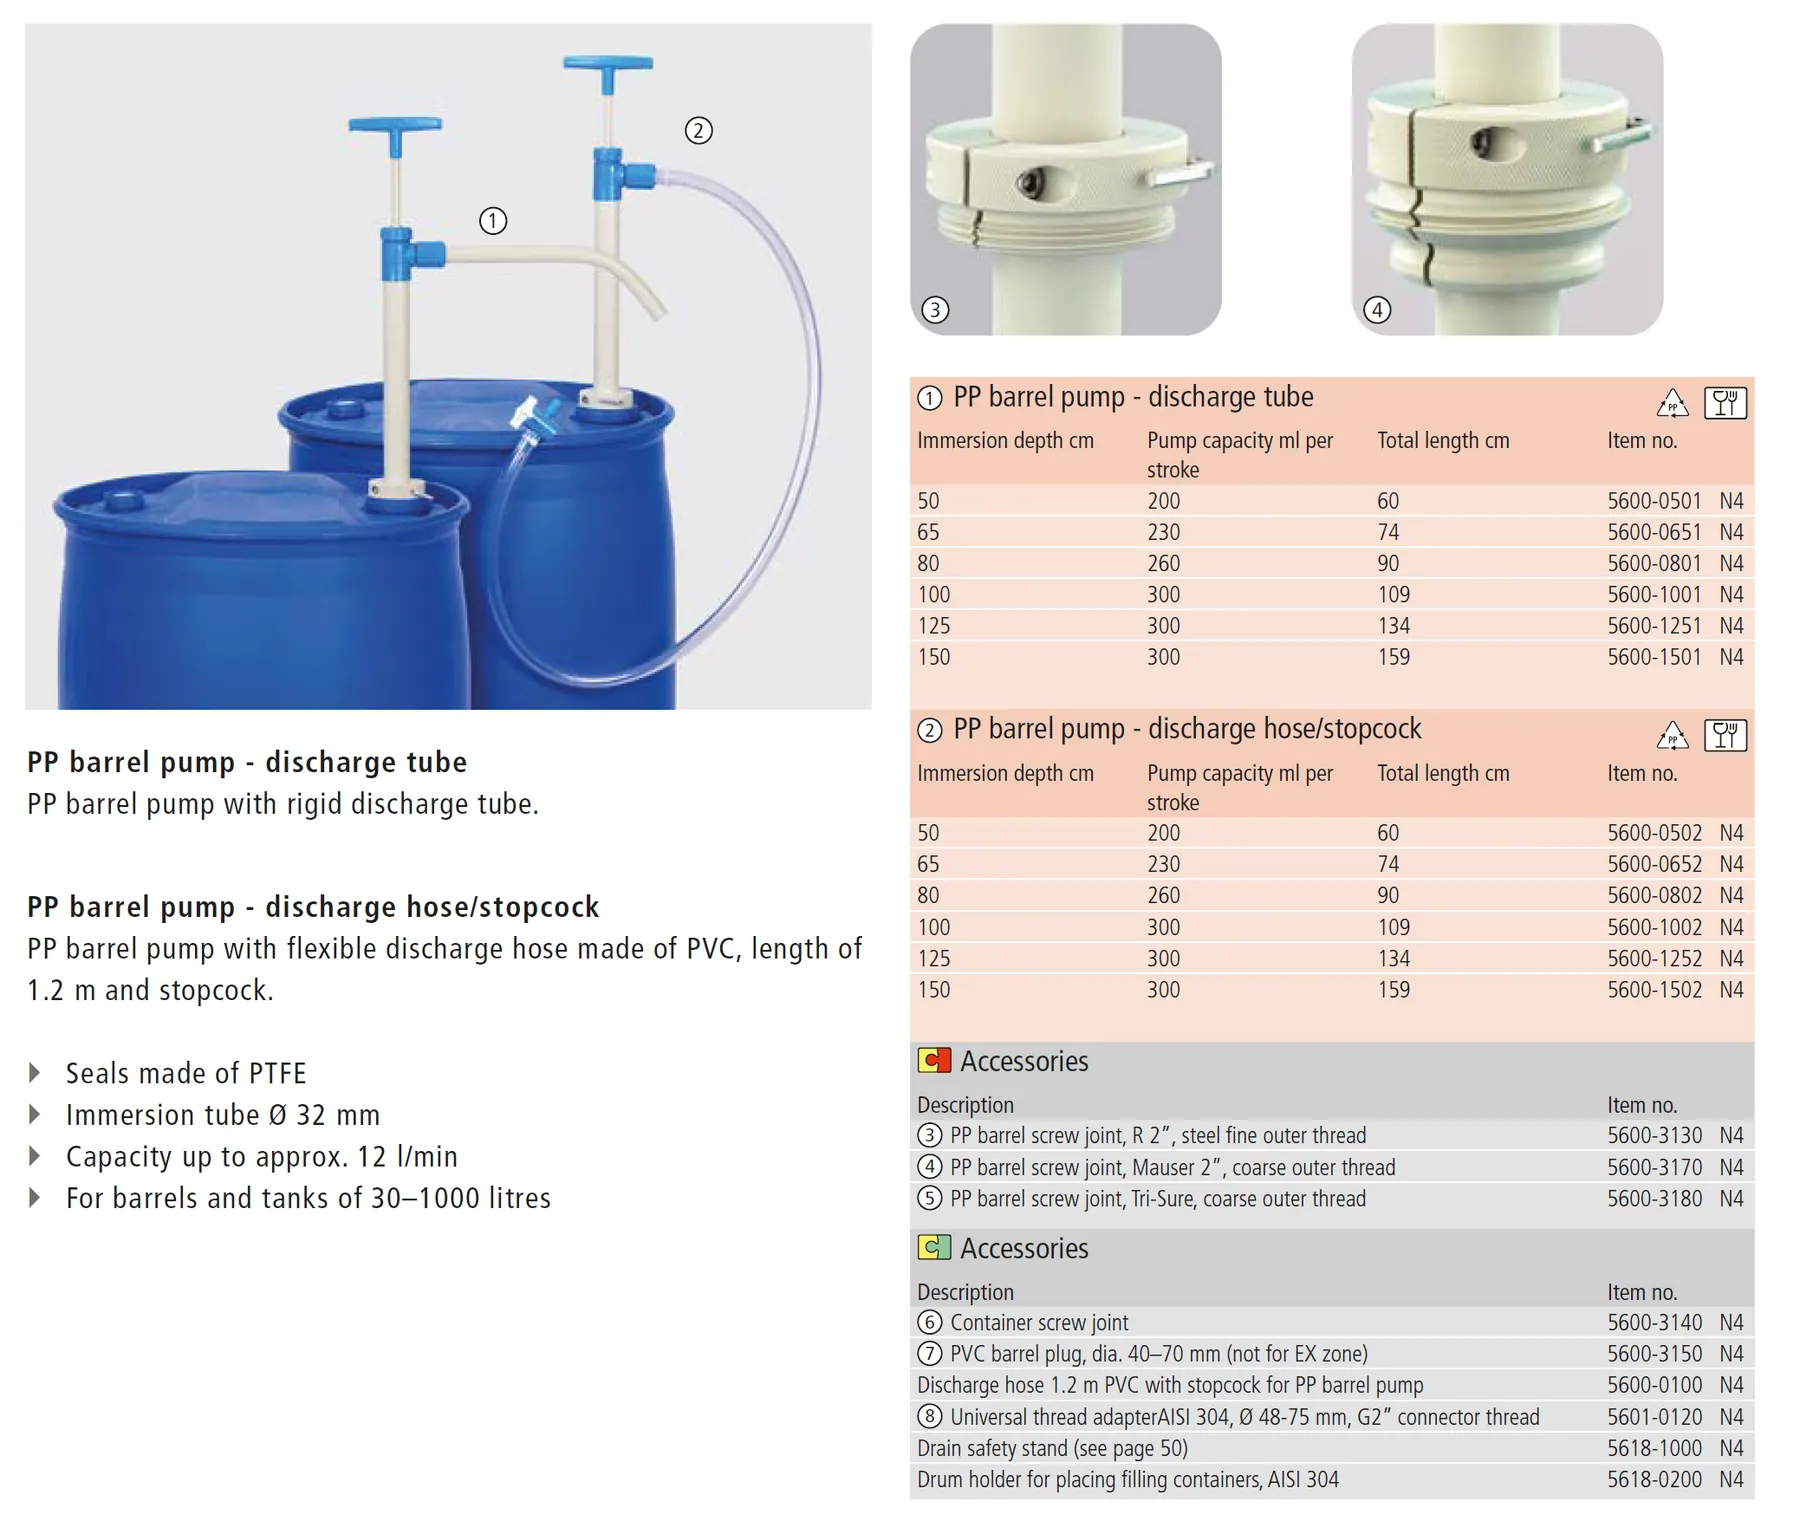 ①
②
③
④
PP barrel pump - discharge tube
PP barrel pump with rigid discharge tube.
PP barrel pump - discharge hose/stopcock
PP barrel pump with flexible discharge hose made of PVC, length of
1.2 m and stopcock.
Seals made of PTFE
Immersion tube Ø 32 mm
Capacity up to approx. 12 l/min
For barrels and tanks of 30–1000 litres
① PP barrel pump - discharge tube PP
Immersion depth cm Pump capacity ml per stroke Total length cm Item no.
50 200 60 5600-0501 N4
65 230 74 5600-0651 N4
80 260 90 5600-0801 N4
100 300 109 5600-1001 N4
125 300 134 5600-1251 N4
150 300 159 5600-1501 N4
② PP barrel pump - discharge hose/stopcock PP
Immersion depth cm Pump capacity ml per stroke Total length cm Item no.
50 200 60 5600-0502 N4
65 230 74 5600-0652 N4
80 260 90 5600-0802 N4
100 300 109 5600-1002 N4
125 300 134 5600-1252 N4
150 300 159 5600-1502 N4
Accessories
Description Item no.
③ PP barrel screw joint, R 2”, steel fine outer thread 5600-3130 N4
④ PP barrel screw joint, Mauser 2”, coarse outer thread 5600-3170 N4
⑤ PP barrel screw joint, Tri-Sure, coarse outer thread 5600-3180 N4
Accessories
Description Item no.
⑥ Container screw joint 5600-3140 N4
⑦ PVC barrel plug, dia. 40–70 mm (not for EX zone) 5600-3150 N4
Discharge hose 1.2 m PVC with stopcock for PP barrel pump 5600-0100 N4
⑧ Universal thread adapterAISI 304, Ø 48-75 mm, G2” connector thread 5601-0120 N4
Drain safety stand (see page 50) 5618-1000 N4
Drum holder for placing filling containers, AISI 304 5618-0200 N4